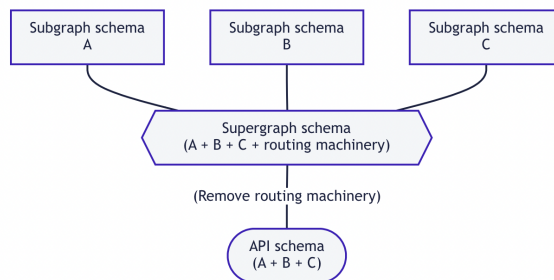 Subgraph schema
A
Subgraph schema
B
Subgraph schema
C
Supergraph schema
(A + B + C + routing machinery)
(Remove routing machinery)
API schema
(A + B + C)